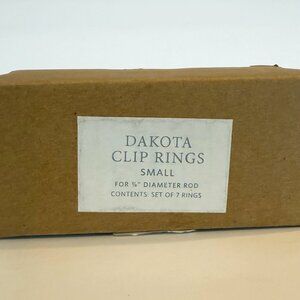 DAKOTA
CLIP RINGS
SMALL
FOR ¾" DIAMETER ROD
CONTENTS: SET OF 7 RINGS